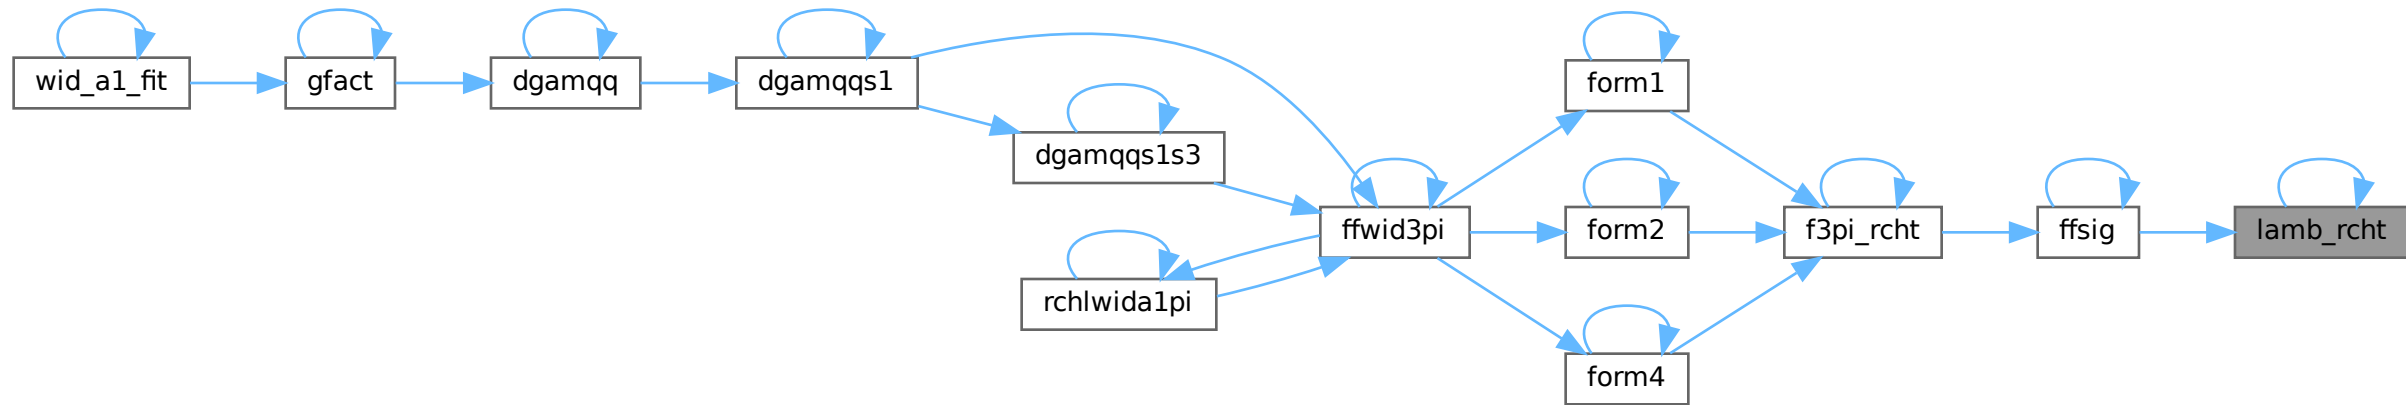 wid_a1_fit
gfact
dgamqq
dgamqqs1
dgamqqs1s3
rchlwida1pi
ffwid3pi
form1
form2
form4
f3pi_rcht
ffsig
lamb_rcht